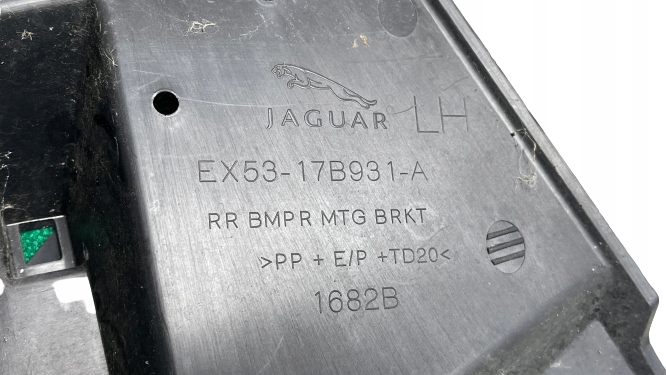 JAGUAR LH
EX53-17B931-A
RR BMPR MTG BRKT
>PP + E/P +TD20<
1682B